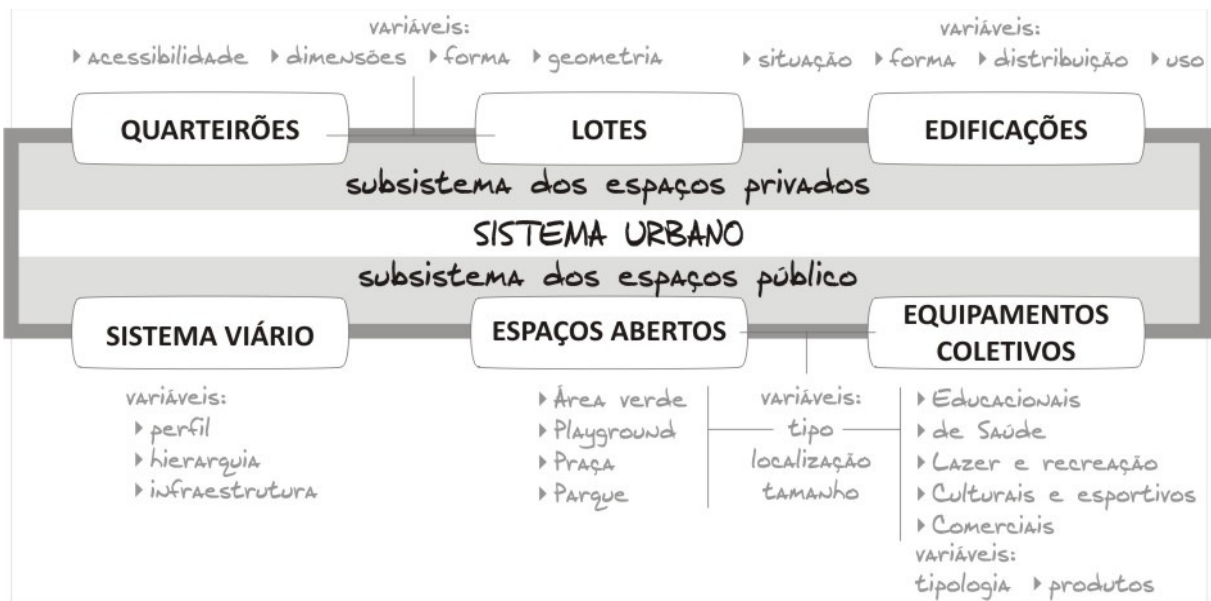 variáveis:
▸ acessibilidade ▸ dimensões ▸ forma ▸ geometria
variáveis:
▸ situação ▸ forma ▸ distribuição ▸ uso
QUARTEIRÕES
LOTES
EDIFICAÇÕES
subsistema dos espaços privados
SISTEMA URBANO
subsistema dos espaços público
SISTEMA VIÁRIO
ESPAÇOS ABERTOS
EQUIPAMENTOS
COLETIVOS
variáveis:
▸ perfil
▸ hierarquia
▸ infraestrutura
▸ Área verde
▸ Playground
▸ Praça
▸ Parque
variáveis:
tipo
localização
tamanho
▸ Educacionais
▸ de Saúde
▸ Lazer e recreação
▸ Culturais e esportivos
▸ Comerciais
variáveis:
tipologia ▸ produtos